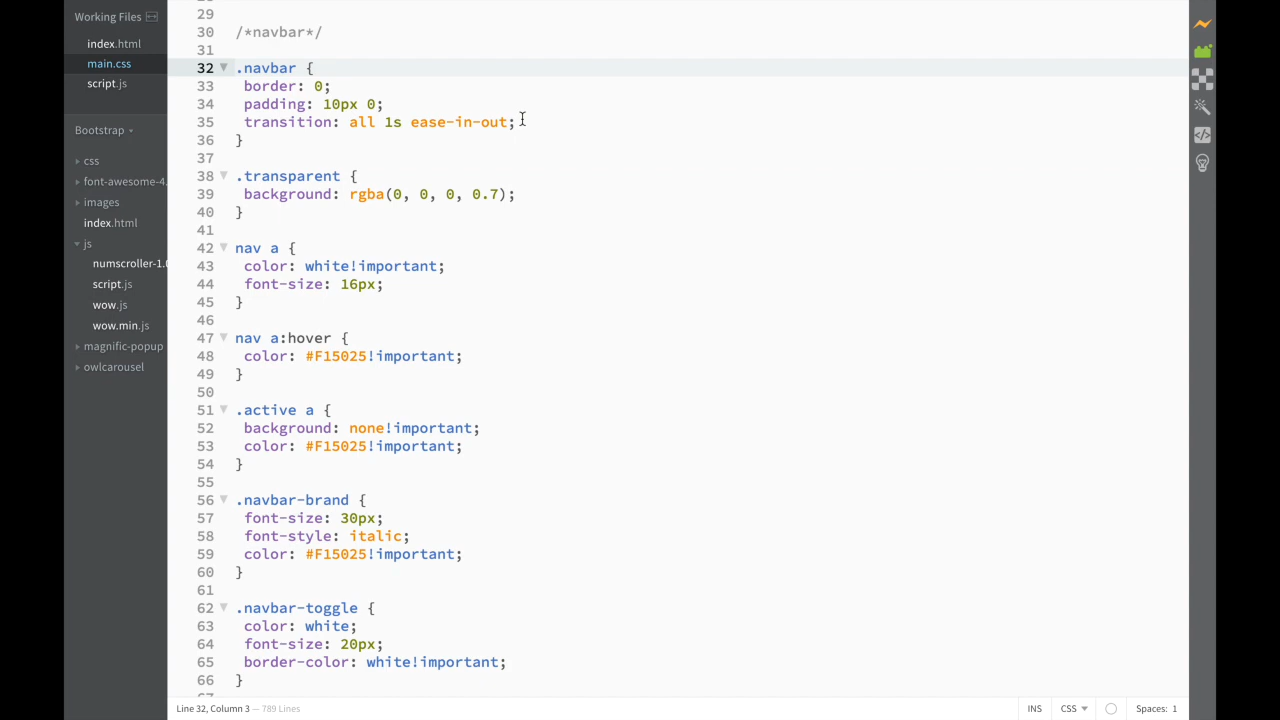 Working Files
index.html
main.css
script.js
Bootstrap
css
font-awesome-4.
images
index.html
js
numscroller-1.0
script.js
wow.js
wow.min.js
magnific-popup
owlcarousel
29
30 /*navbar*/
31
32 .navbar {
33 border: 0;
34 padding: 10px 0;
35 transition: all 1s ease-in-out;
36 }
37
38 .transparent {
39 background: rgba(0, 0, 0, 0.7);
40 }
41
42 nav a {
43 color: white!important;
44 font-size: 16px;
45 }
46
47 nav a:hover {
48 color: #F15025!important;
49 }
50
51 .active a {
52 background: none!important;
53 color: #F15025!important;
54 }
55
56 .navbar-brand {
57 font-size: 30px;
58 font-style: italic;
59 color: #F15025!important;
60 }
61
62 .navbar-toggle {
63 color: white;
64 font-size: 20px;
65 border-color: white!important;
66 }
Line 32, Column 3 — 789 Lines
INS CSS Spaces: 1